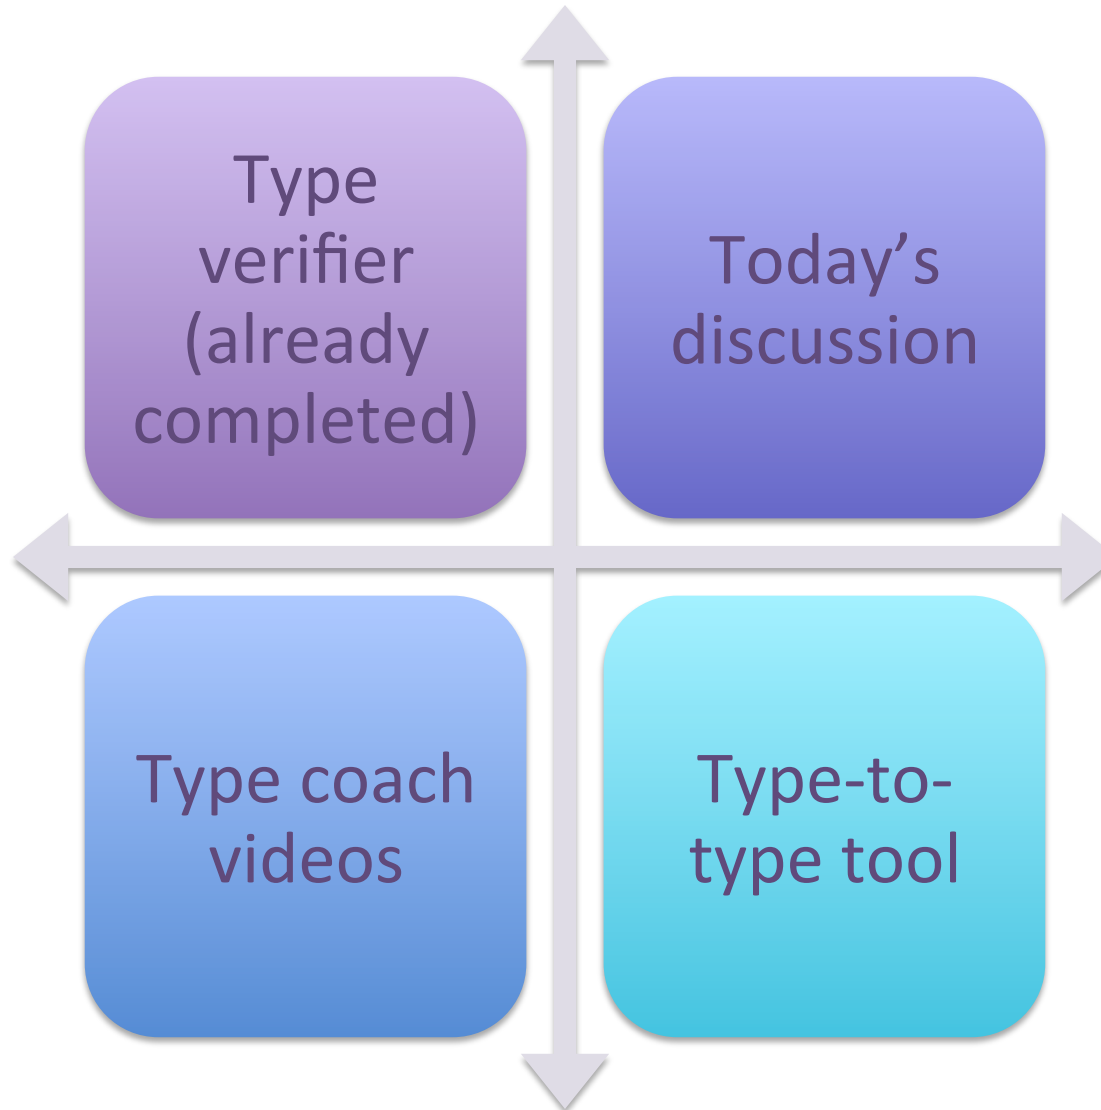 Type
verifier
(already
completed)
Today’s
discussion
Type coach
videos
Type-to-
type tool